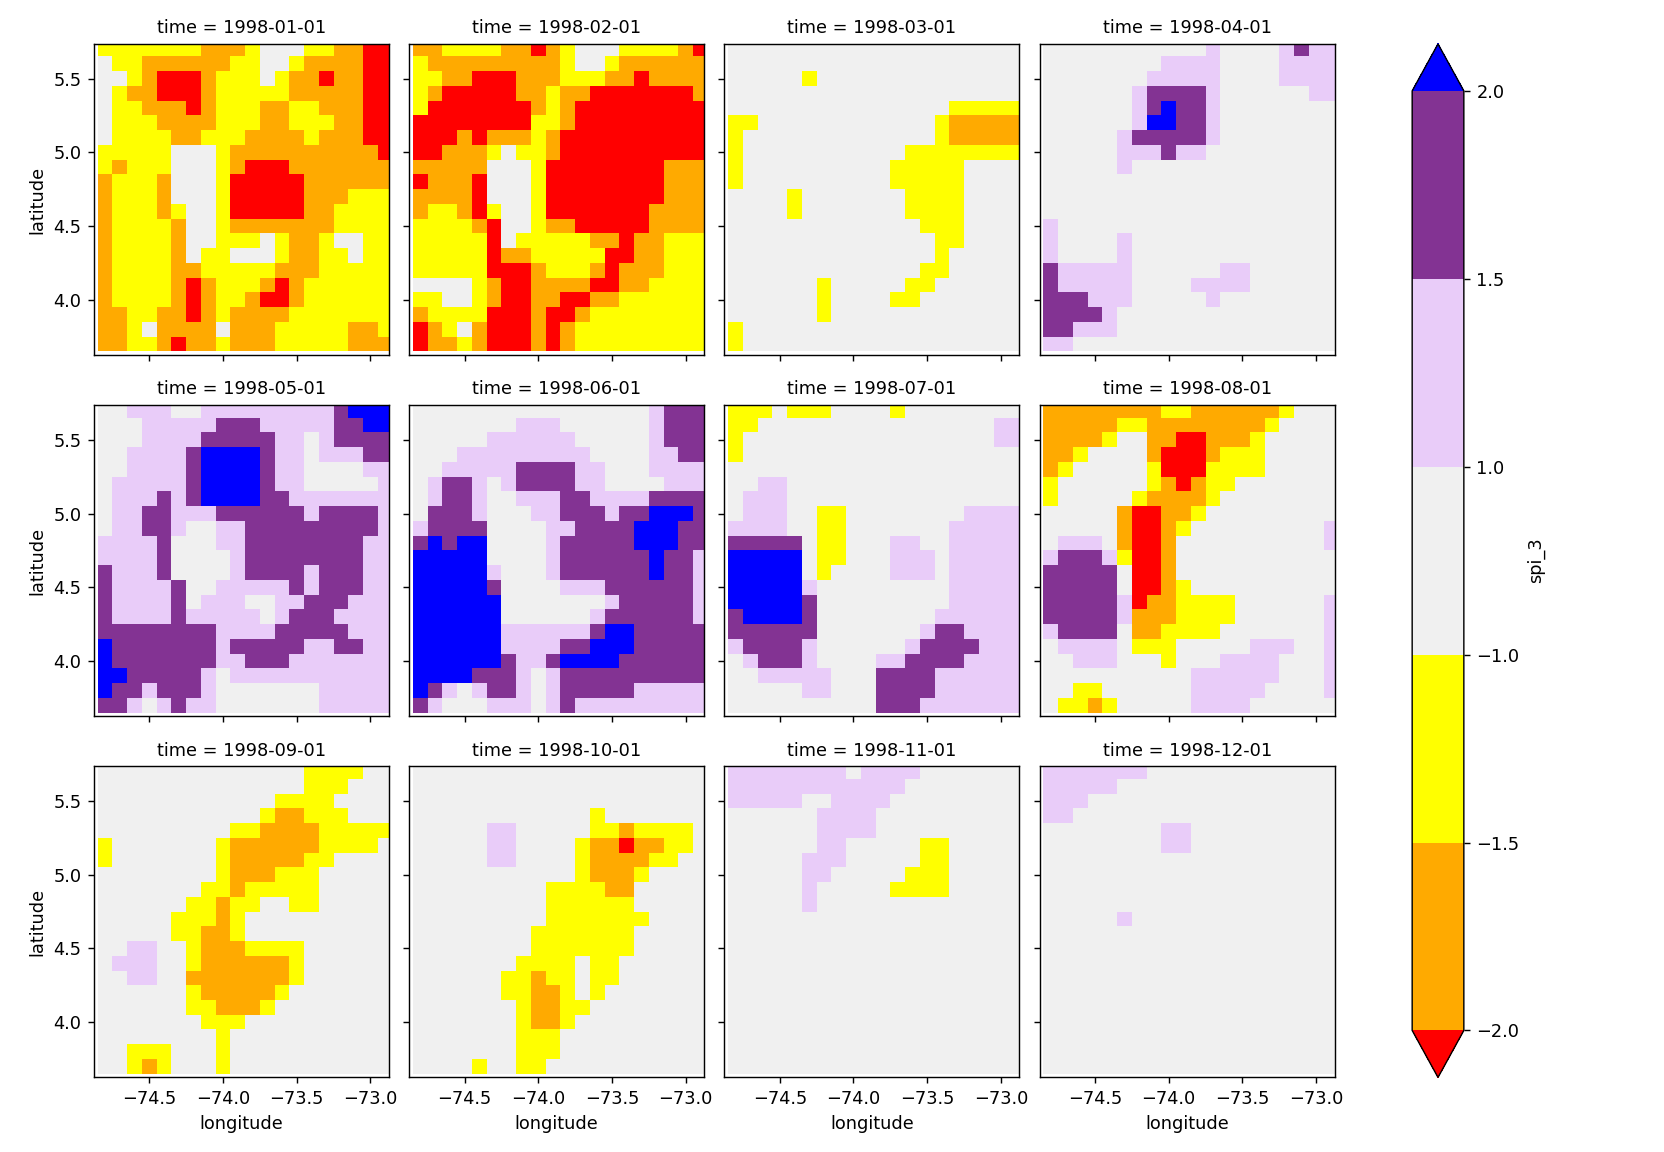 time = 1998-01-01
time = 1998-02-01
time = 1998-03-01
time = 1998-04-01
5.5
5.0
4.5
4.0
latitude
time = 1998-05-01
time = 1998-06-01
time = 1998-07-01
time = 1998-08-01
5.5
5.0
4.5
4.0
latitude
time = 1998-09-01
time = 1998-10-01
time = 1998-11-01
time = 1998-12-01
5.5
5.0
4.5
4.0
latitude
−74.5 −74.0 −73.5 −73.0
longitude
−74.5 −74.0 −73.5 −73.0
longitude
−74.5 −74.0 −73.5 −73.0
longitude
−74.5 −74.0 −73.5 −73.0
longitude
2.0
1.5
1.0
−1.0
−1.5
−2.0
spi_3